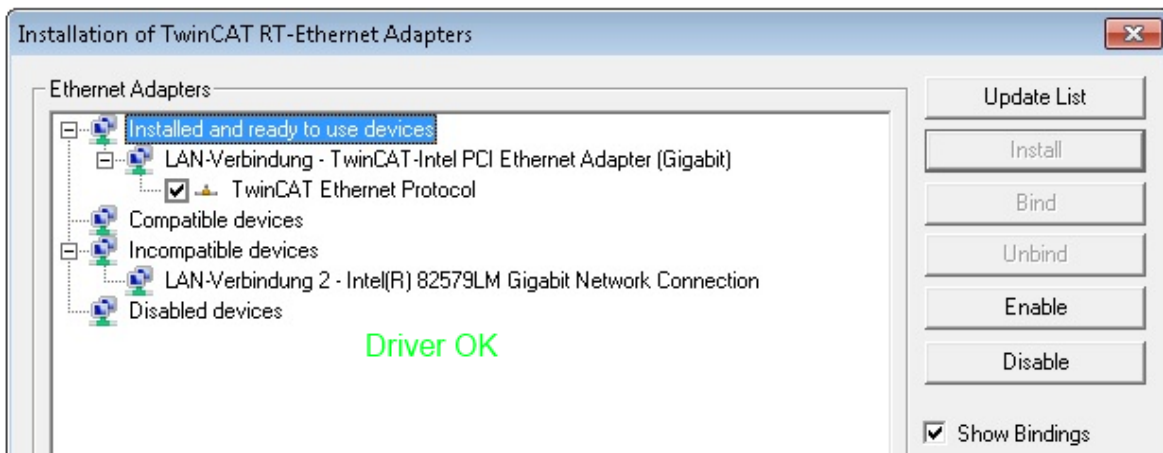 Installation of TwinCAT RT-Ethernet Adapters
Ethernet Adapters
Installed and ready to use devices
LAN-Verbindung - TwinCAT-Intel PCI Ethernet Adapter (Gigabit)
TwinCAT Ethernet Protocol
Compatible devices
Incompatible devices
LAN-Verbindung 2 - Intel(R) 82579LM Gigabit Network Connection
Disabled devices
Driver OK
Update List
Install
Bind
Unbind
Enable
Disable
Show Bindings